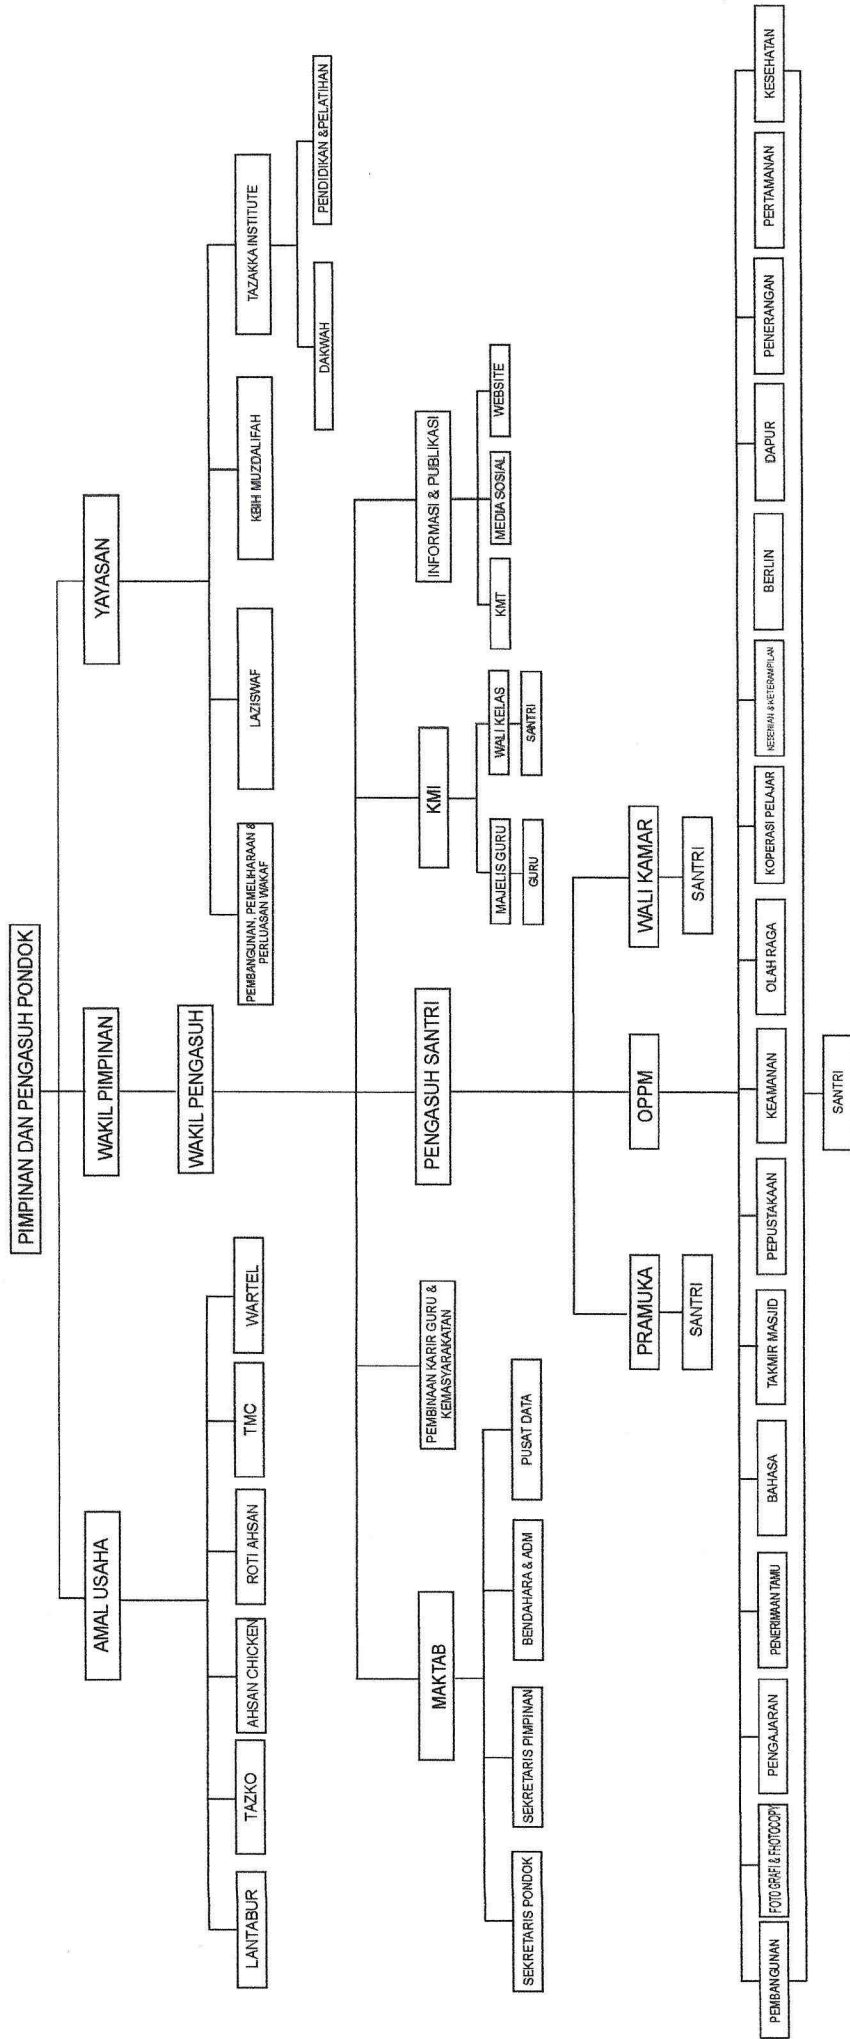 PIMPINAN DAN PENGASUH PONDOK
AMAL USAHA
WAKIL PIMPINAN
YAYASAN
WAKIL PENGASUH
LANTABUR
TAZKO
AHSAN CHICKEN
ROTI AHSAN
TMC
WARTEL
PEMBANGUNAN, PEMELIHARAAN &
PERLUASAN WAKAF
LAZISWAF
KBIH MUZDALIFAH
TAZAKKA INSTITUTE
DAKWAH
PENDIDIKAN &PELATIHAN
MAKTAB
PEMBINAAN KARIR GURU &
KEMASYARAKATAN
PENGASUH SANTRI
KMI
INFORMASI & PUBLIKASI
SEKRETARIS PONDOK
SEKRETARIS PIMPINAN
BENDAHARA & ADM
PUSAT DATA
MAJELIS GURU
WALI KELAS
GURU
SANTRI
KMT
MEDIA SOSIAL
WEBSITE
PRAMUKA
OPPM
WALI KAMAR
SANTRI
SANTRI
PEMBANGUNAN
FOTO GRAFI & FHOTOCOPY
PENGAJARAN
PENERIMAAN TAMU
BAHASA
TAKMIR MASJID
PEPUSTAKAAN
KEAMANAN
OLAH RAGA
KOPERASI PELAJAR
KESENIAN & KETERAMPILAN
BERLIN
DAPUR
PENERANGAN
PERTAMANAN
KESEHATAN
SANTRI